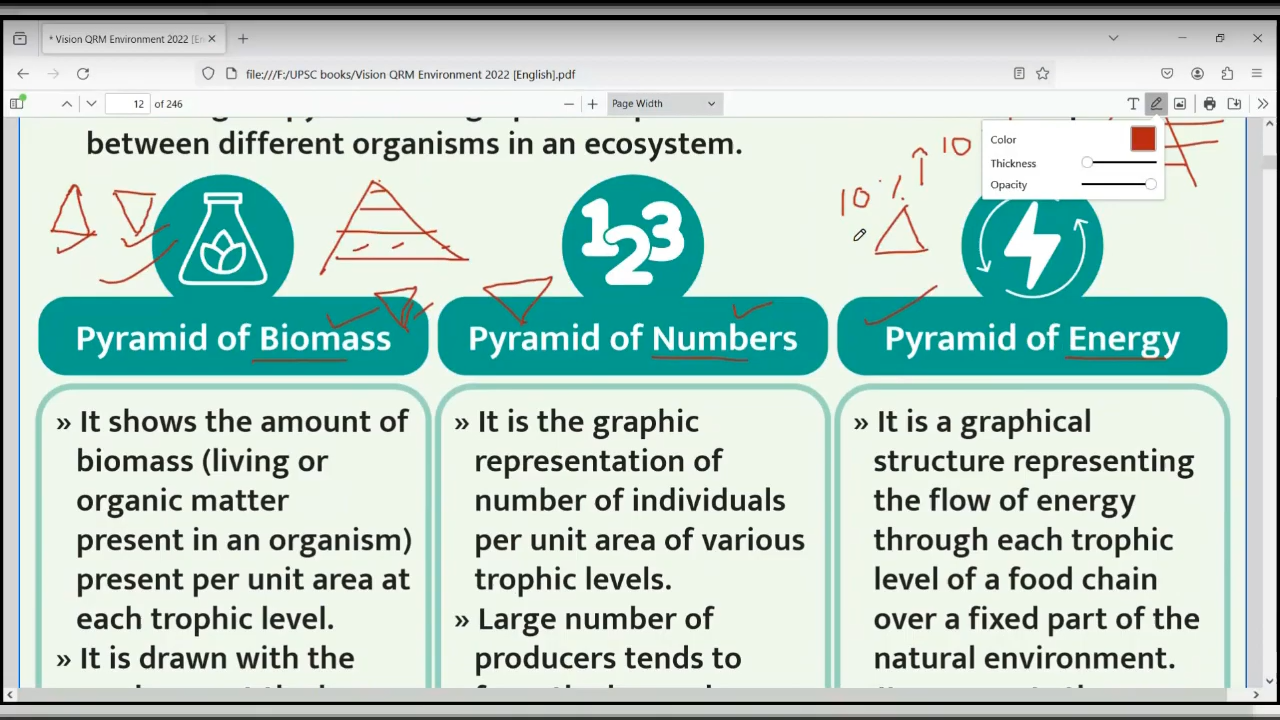 * Vision QRM Environment 2022 [En
file:///F:/UPSC books/Vision QRM Environment 2022 [English].pdf
12 of 246
Page Width
Color
Thickness
Opacity
between different organisms in an ecosystem.
10 % ↑ 10
123
Pyramid of Biomass
» It shows the amount of
biomass (living or
organic matter
present in an organism)
present per unit area at
each trophic level.
» It is drawn with the
Pyramid of Numbers
» It is the graphic
representation of
number of individuals
per unit area of various
trophic levels.
» Large number of
producers tends to
Pyramid of Energy
» It is a graphical
structure representing
the flow of energy
through each trophic
level of a food chain
over a fixed part of the
natural environment.